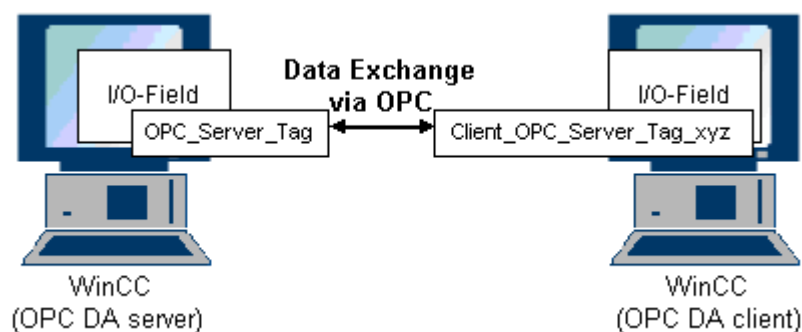 I/O-Field
OPC_Server_Tag
Data Exchange
via OPC
I/O-Field
Client_OPC_Server_Tag_xyz
WinCC
(OPC DA server)
WinCC
(OPC DA client)